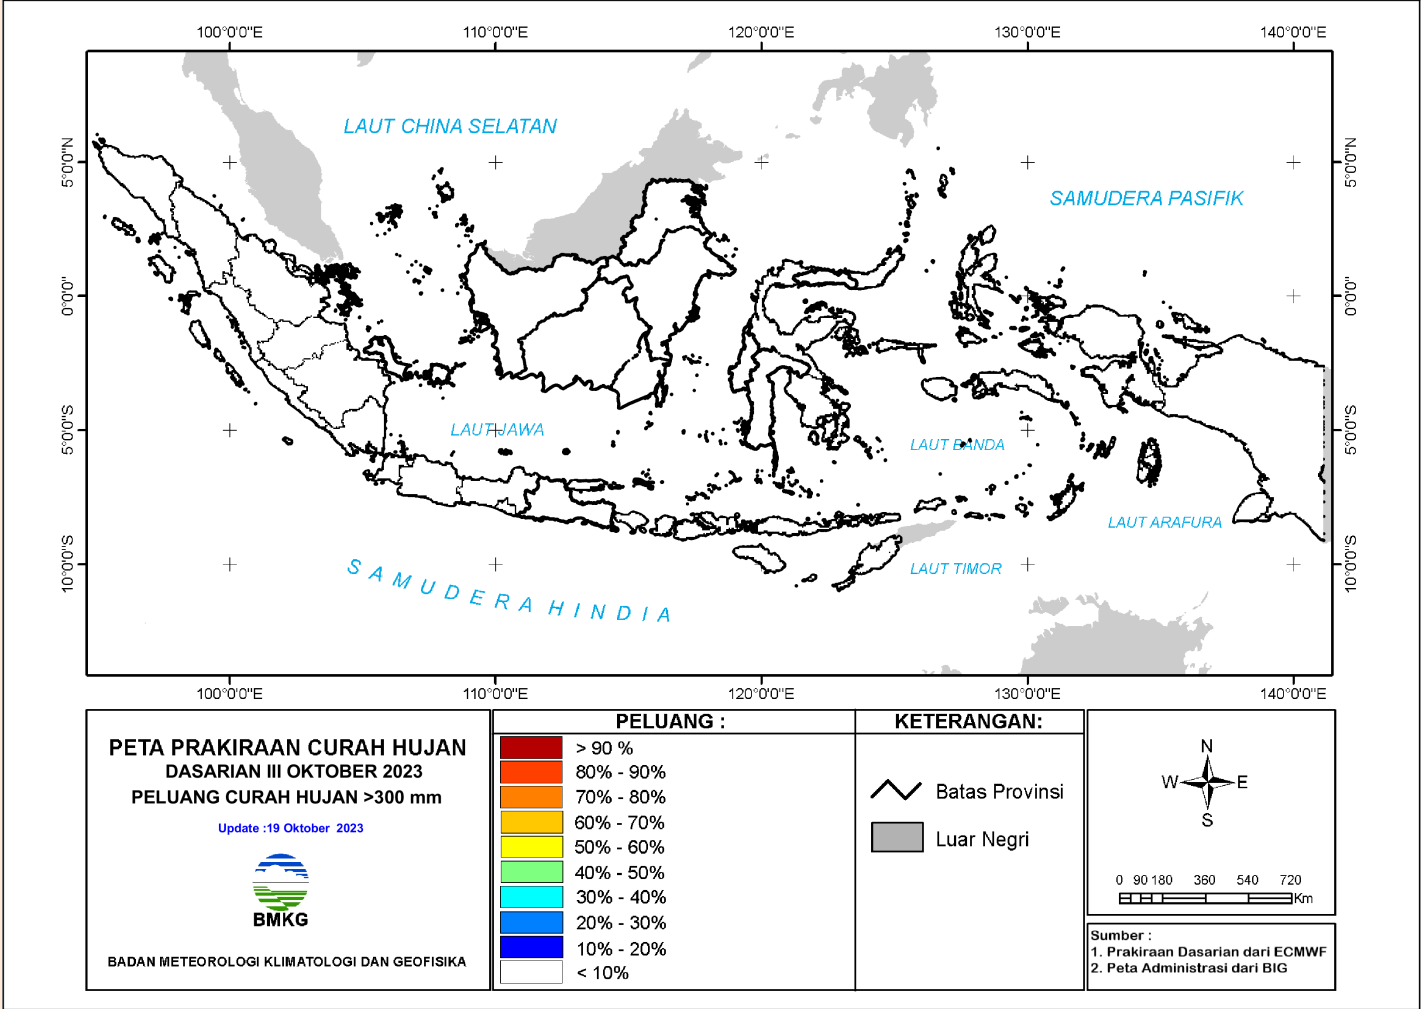 100°0'0"E 110°0'0"E 120°0'0"E 130°0'0"E 140°0'0"E
LAUT CHINA SELATAN
5°0'0"N 5°0'0"N
SAMUDERA PASIFIK
0°0'0" 0°0'0"
5°0'0"S 5°0'0"S
LAUT JAWA
LAUT BANDA
LAUT ARAFURA
10°0'0"S 10°0'0"S
LAUT TIMOR
SAMUDERA HINDIA
100°0'0"E 110°0'0"E 120°0'0"E 130°0'0"E 140°0'0"E
PETA PRAKIRAAN CURAH HUJAN
DASARIAN III OKTOBER 2023
PELUANG CURAH HUJAN >300 mm
Update :19 Oktober 2023
BMKG
BADAN METEOROLOGI KLIMATOLOGI DAN GEOFISIKA
PELUANG :
> 90 %
80% - 90%
70% - 80%
60% - 70%
50% - 60%
40% - 50%
30% - 40%
20% - 30%
10% - 20%
< 10%
KETERANGAN:
Batas Provinsi
Luar Negri
N
W E
S
0 90 180 360 540 720
Km
Sumber :
1. Prakiraan Dasarian dari ECMWF
2. Peta Administrasi dari BIG